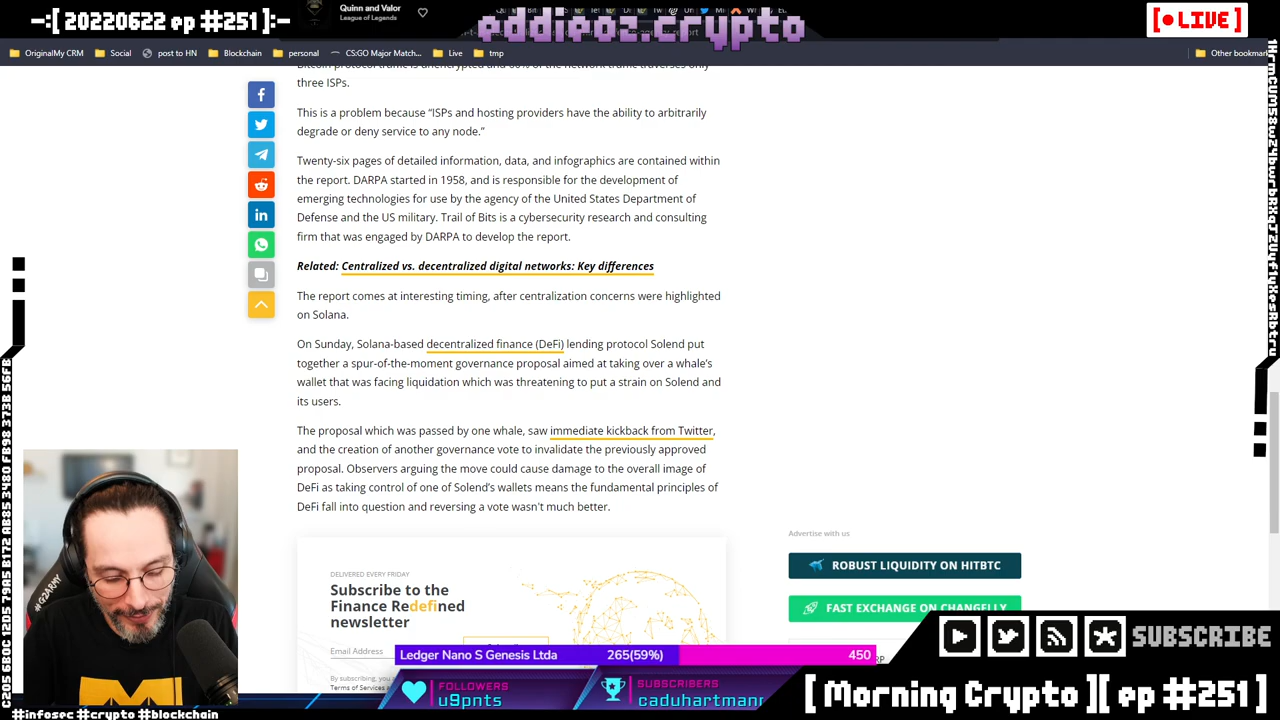 -:[ 20220622 ep #251 ]:-
Quinn and Valor
League of Legends
eddieoz.crypto
[ LIVE ]
OriginalMy CRM
Social
post to HN
Blockchain
personal
CS:GO Major Match...
Live
tmp
Other bookmar
three ISPs.
This is a problem because “ISPs and hosting providers have the ability to arbitrarily
degrade or deny service to any node.”
Twenty-six pages of detailed information, data, and infographics are contained within
the report. DARPA started in 1958, and is responsible for the development of
emerging technologies for use by the agency of the United States Department of
Defense and the US military. Trail of Bits is a cybersecurity research and consulting
firm that was engaged by DARPA to develop the report.
Related: Centralized vs. decentralized digital networks: Key differences
The report comes at interesting timing, after centralization concerns were highlighted
on Solana.
On Sunday, Solana-based decentralized finance (DeFi) lending protocol Solend put
together a spur-of-the-moment governance proposal aimed at taking over a whale’s
wallet that was facing liquidation which was threatening to put a strain on Solend and
its users.
The proposal which was passed by one whale, saw immediate kickback from Twitter,
and the creation of another governance vote to invalidate the previously approved
proposal. Observers arguing the move could cause damage to the overall image of
DeFi as taking control of one of Solend’s wallets means the fundamental principles of
DeFi fall into question and reversing a vote wasn't much better.
DELIVERED EVERY FRIDAY
Subscribe to the
Finance Redefined
newsletter
Email Address
By subscribing, you
Terms of Services
Advertise with us
ROBUST LIQUIDITY ON HITBTC
FAST EXCHANGE ON CHANGELLY
Ledger Nano S Genesis Ltda 265(59%) 450
FOLLOWERS
u9pnts
SUBSCRIBERS
caduhartmann
SUBSCRIBE
[ Morning Crypto ][ ep #251 ]
#infosec #crypto #blockchain